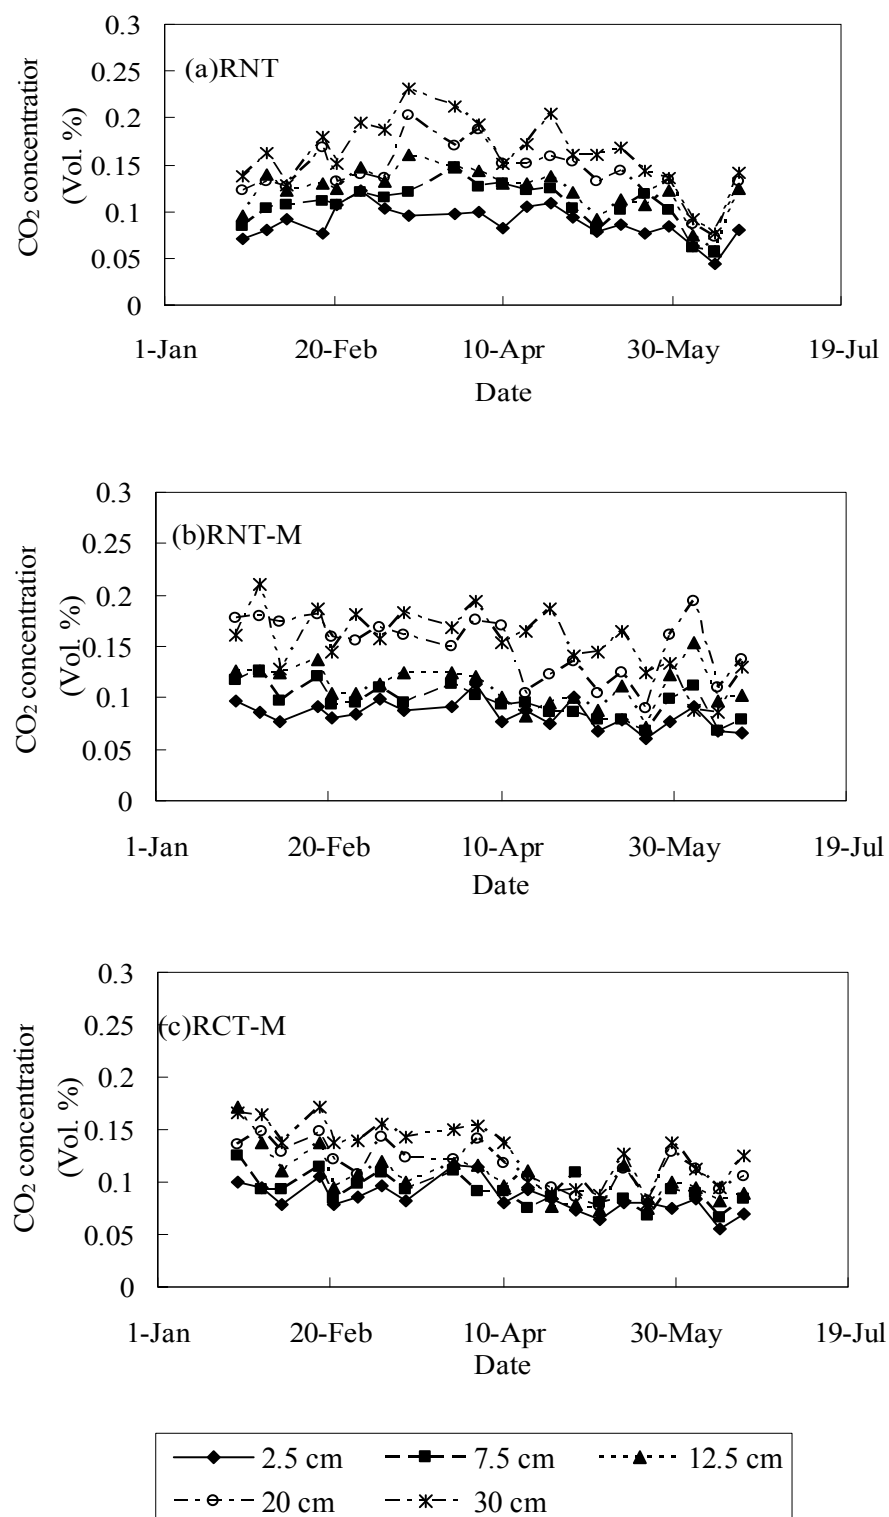 0.3
(a)RNT
0.25
0.2
0.15
0.1
0.05
0
CO₂ concentration
(Vol. %)
1-Jan 20-Feb 10-Apr 30-May 19-Jul
Date
0.3
(b)RNT-M
0.25
0.2
0.15
0.1
0.05
0
CO₂ concentration
(Vol. %)
1-Jan 20-Feb 10-Apr 30-May 19-Jul
Date
0.3
(c)RCT-M
0.25
0.2
0.15
0.1
0.05
0
CO₂ concentration
(Vol. %)
1-Jan 20-Feb 10-Apr 30-May 19-Jul
Date
2.5 cm 7.5 cm 12.5 cm
20 cm 30 cm